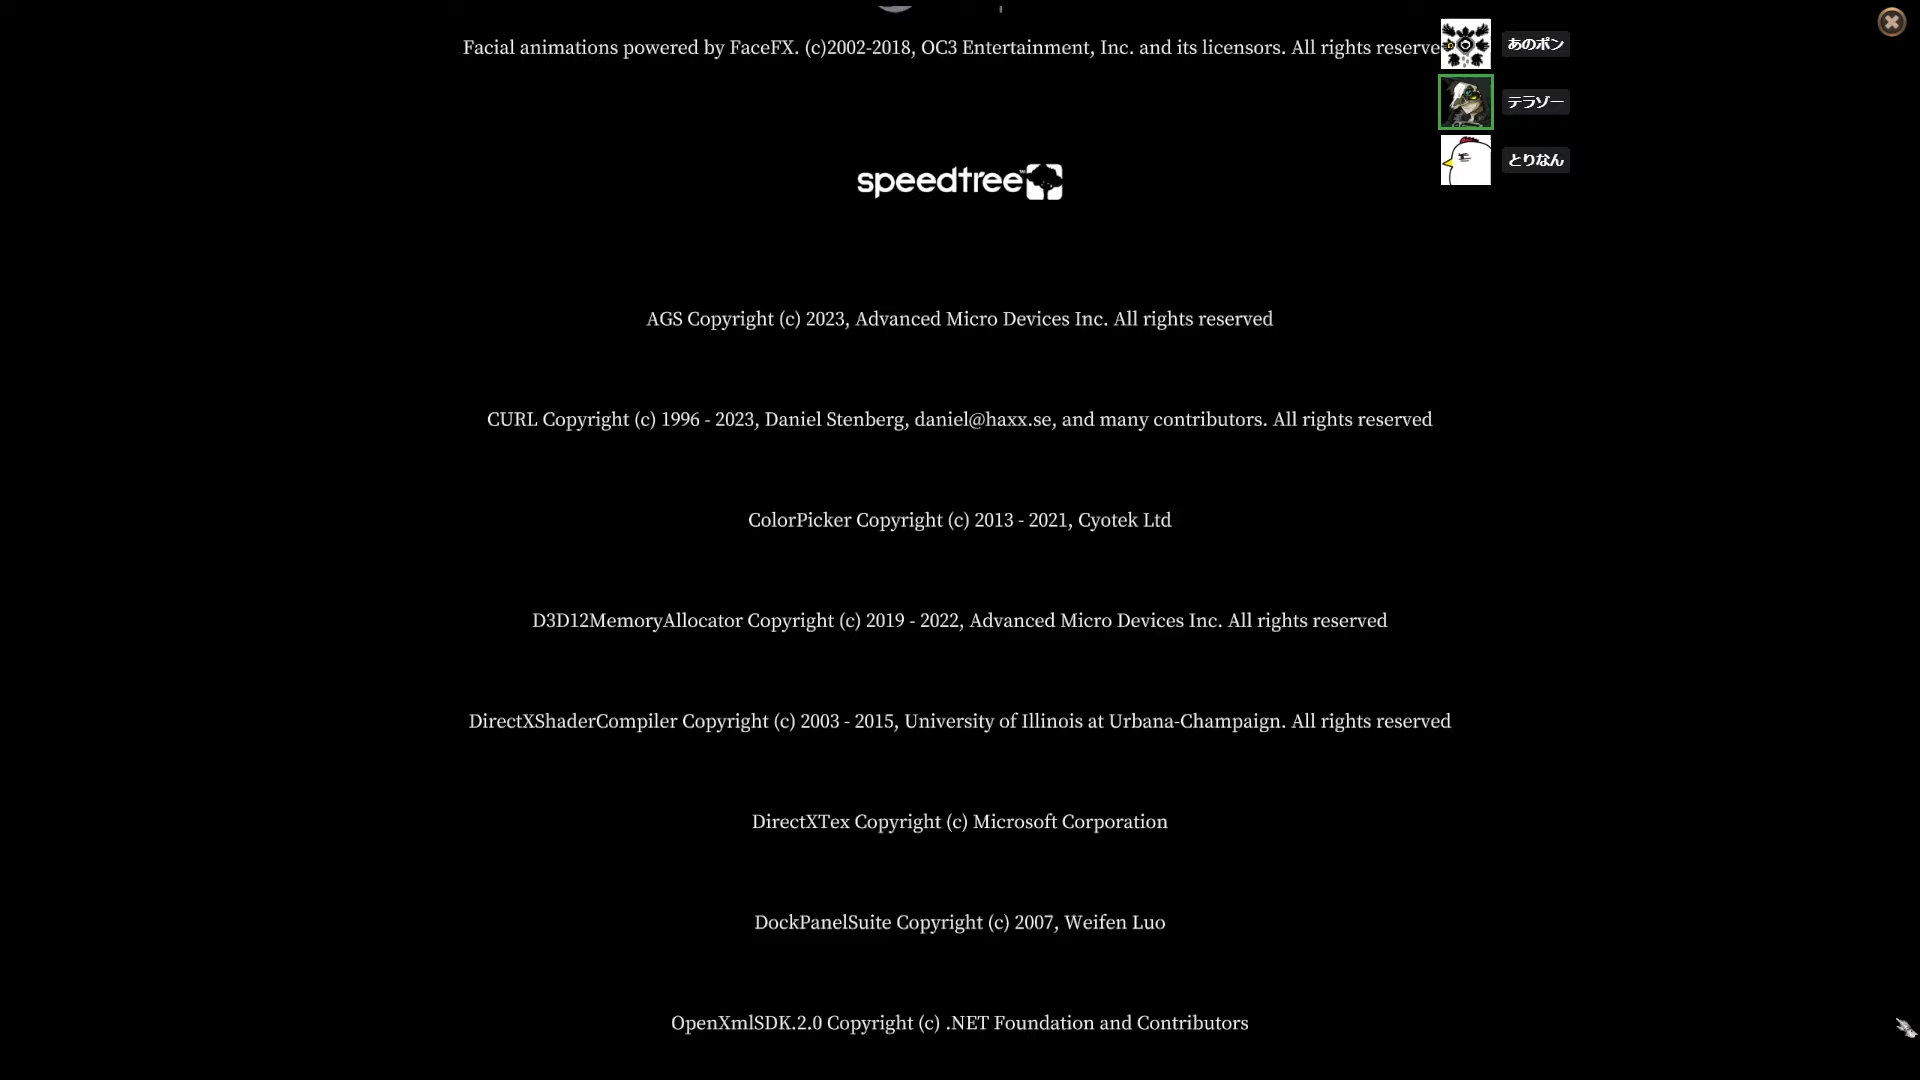 Facial animations powered by FaceFX. (c)2002-2018, OC3 Entertainment, Inc. and its licensors. All rights reserve
あのポン
テラゾー
とりなん
speedtree™
AGS Copyright (c) 2023, Advanced Micro Devices Inc. All rights reserved
CURL Copyright (c) 1996 - 2023, Daniel Stenberg, daniel@haxx.se, and many contributors. All rights reserved
ColorPicker Copyright (c) 2013 - 2021, Cyotek Ltd
D3D12MemoryAllocator Copyright (c) 2019 - 2022, Advanced Micro Devices Inc. All rights reserved
DirectXShaderCompiler Copyright (c) 2003 - 2015, University of Illinois at Urbana-Champaign. All rights reserved
DirectXTex Copyright (c) Microsoft Corporation
DockPanelSuite Copyright (c) 2007, Weifen Luo
OpenXmlSDK.2.0 Copyright (c) .NET Foundation and Contributors